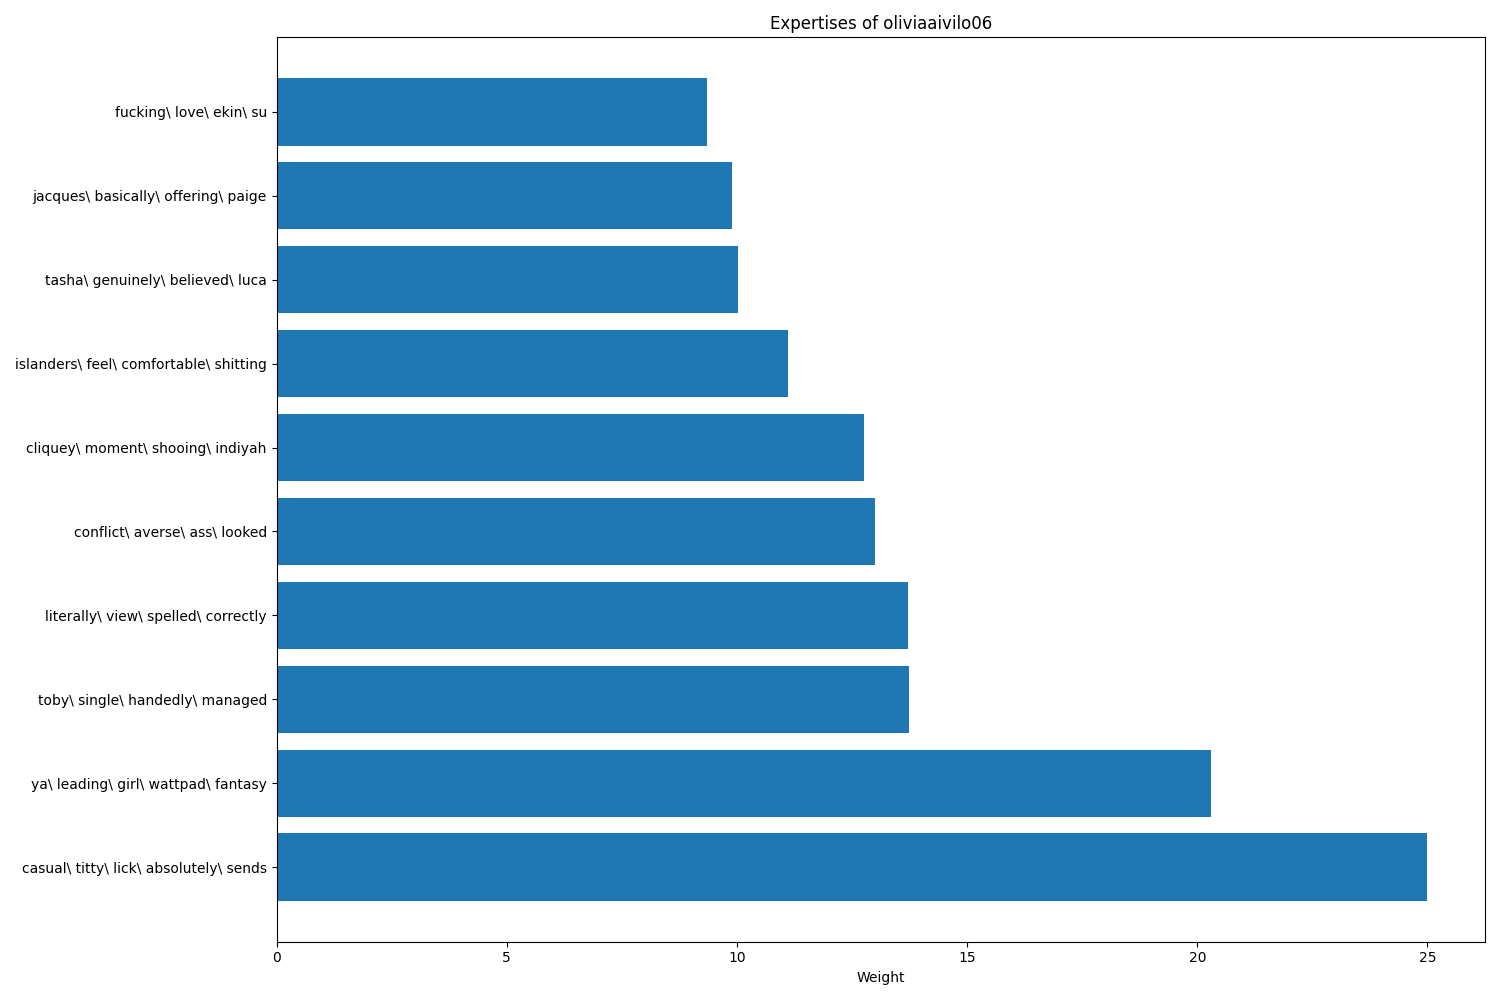 Expertises of oliviaaivilo06
fucking\ love\ ekin\ su
jacques\ basically\ offering\ paige
tasha\ genuinely\ believed\ luca
islanders\ feel\ comfortable\ shitting
cliquey\ moment\ shooing\ indiyah
conflict\ averse\ ass\ looked
literally\ view\ spelled\ correctly
toby\ single\ handedly\ managed
ya\ leading\ girl\ wattpad\ fantasy
casual\ titty\ lick\ absolutely\ sends
0 5 10 15 20 25
Weight